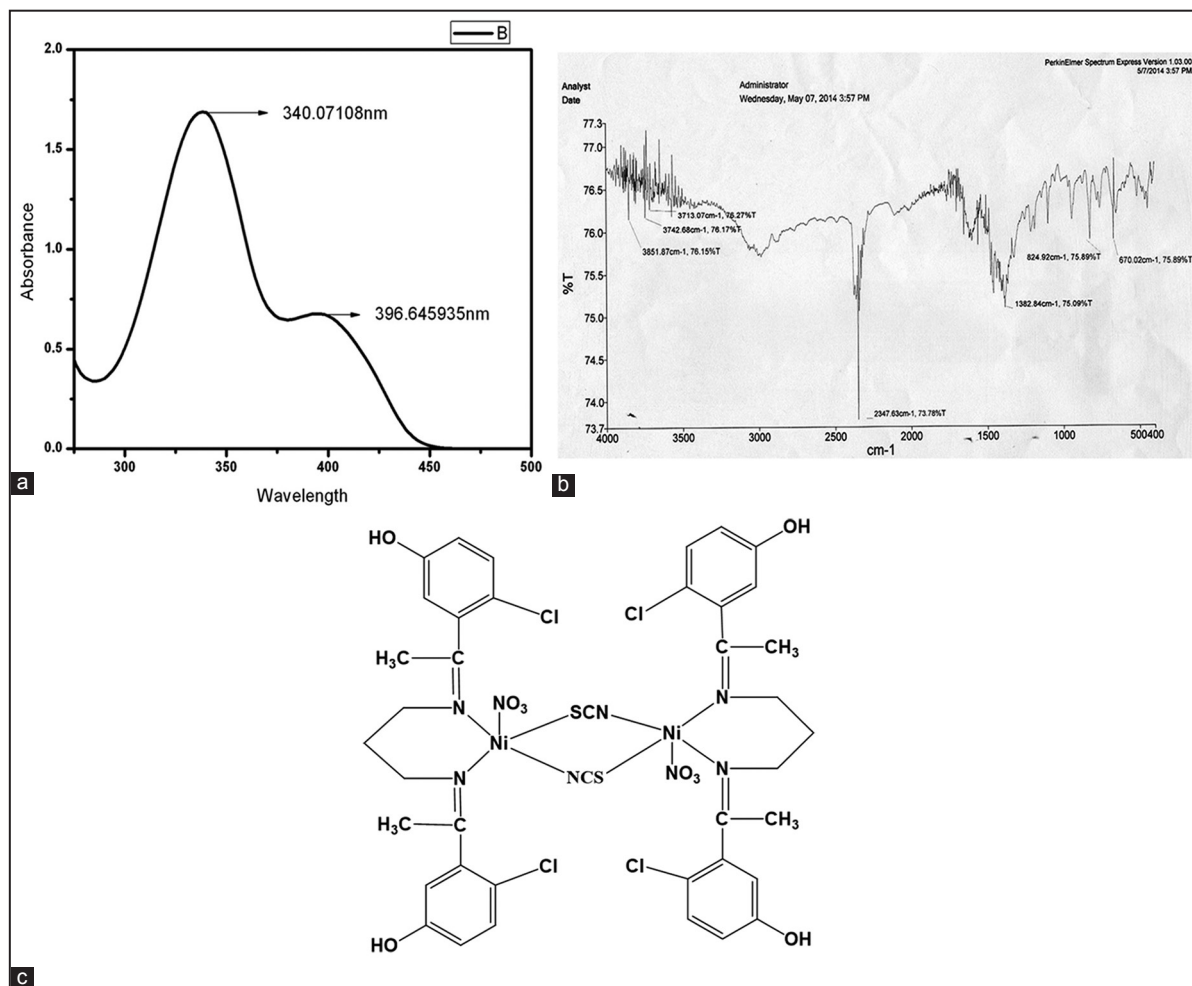 B
2.0
1.5
1.0
0.5
0.0
Absorbance
340.07108nm
396.645935nm
300 350 400 450 500
Wavelength
a
PerkinElmer Spectrum Express Version 1.03.00
5/7/2014 3:57 PM
Analyst Administrator
Date Wednesday, May 07, 2014 3:57 PM
77.3
77.0
76.5
76.0
75.5
75.0
74.5
74.0
73.7
%T
3713.07cm-1, 76.27%T
3742.68cm-1, 76.17%T
3851.87cm-1, 76.15%T
824.92cm-1, 75.89%T
670.02cm-1, 75.89%T
1382.84cm-1, 75.09%T
2347.63cm-1, 73.78%T
4000 3500 3000 2500 2000 1500 1000 500400
cm-1
b
HO OH
Cl Cl
H₃C C C CH₃
N NO₃ SCN N
Ni Ni
N NCS NO₃ N
H₃C C C CH₃
Cl Cl
HO OH
c